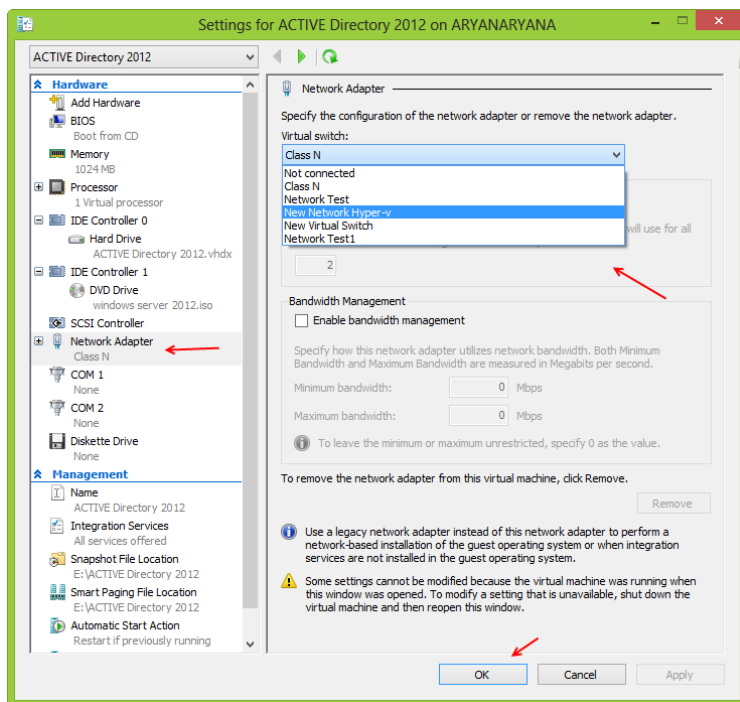 Settings for ACTIVE Directory 2012 on ARYANARYANA
ACTIVE Directory 2012
Hardware
Add Hardware
BIOS
Boot from CD
Memory
1024 MB
Processor
1 Virtual processor
IDE Controller 0
Hard Drive
ACTIVE Directory 2012.vhdx
IDE Controller 1
DVD Drive
windows server 2012.iso
SCSI Controller
Network Adapter
Class N
COM 1
None
COM 2
None
Diskette Drive
None
Management
Name
ACTIVE Directory 2012
Integration Services
All services offered
Snapshot File Location
E:\ACTIVE Directory 2012
Smart Paging File Location
E:\ACTIVE Directory 2012
Automatic Start Action
Restart if previously running
Network Adapter
Specify the configuration of the network adapter or remove the network adapter.
Virtual switch:
Class N
Not connected
Class N
Network Test
New Network Hyper-v
New Virtual Switch
Network Test1
will use for all
2
Bandwidth Management
Enable bandwidth management
Specify how this network adapter utilizes network bandwidth. Both Minimum
Bandwidth and Maximum Bandwidth are measured in Megabits per second.
Minimum bandwidth: 0 Mbps
Maximum bandwidth: 0 Mbps
To leave the minimum or maximum unrestricted, specify 0 as the value.
To remove the network adapter from this virtual machine, click Remove.
Remove
Use a legacy network adapter instead of this network adapter to perform a
network-based installation of the guest operating system or when integration
services are not installed in the guest operating system.
Some settings cannot be modified because the virtual machine was running when
this window was opened. To modify a setting that is unavailable, shut down the
virtual machine and then reopen this window.
OK Cancel Apply